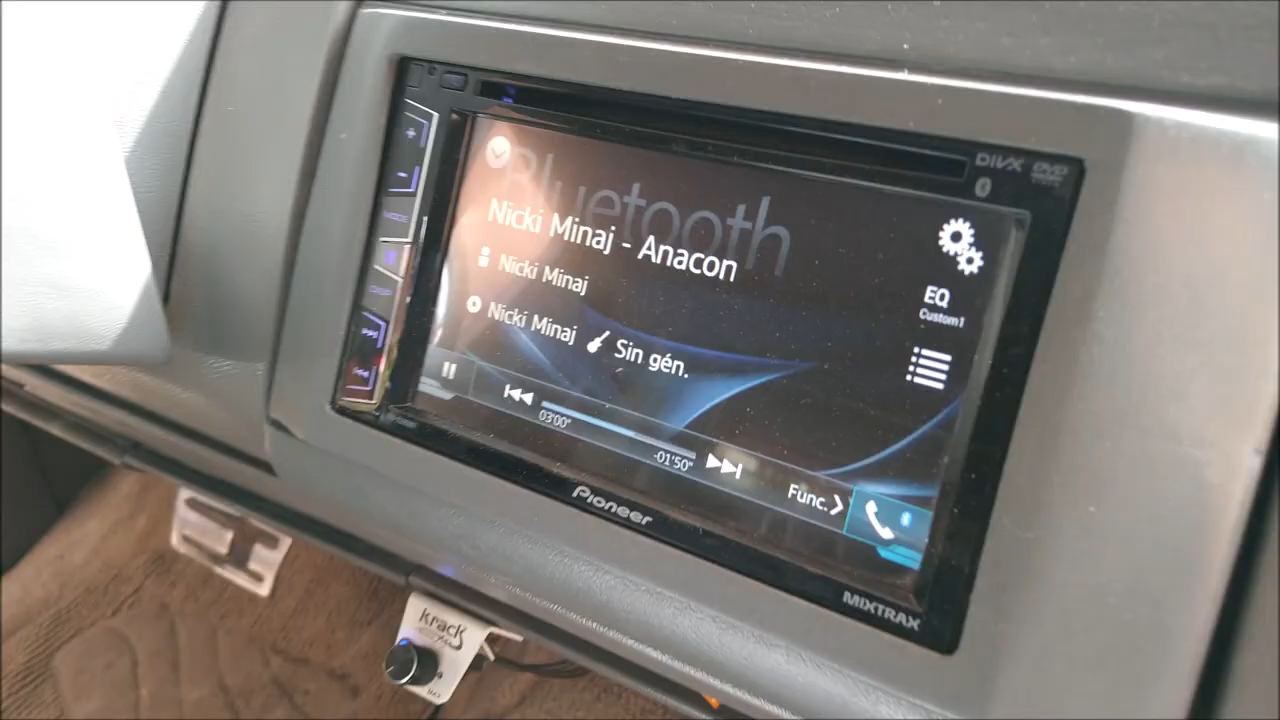 DIVX DVD
Bluetooth
Nicki Minaj - Anacon
Nicki Minaj
Nicki Minaj
Sin gén.
EQ
Custom1
+
-
MODE
DISP
03'00"
-01'50"
Func.
Pioneer
MIXTRAX
krack